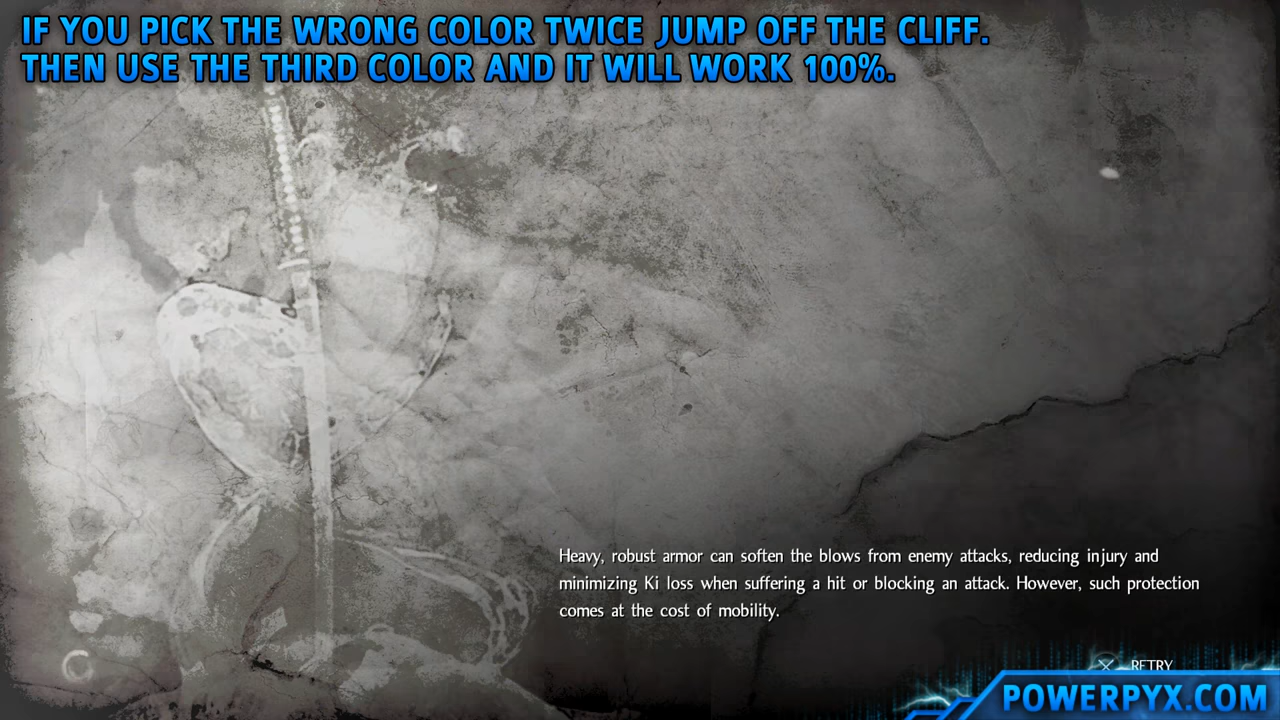 IF YOU PICK THE WRONG COLOR TWICE JUMP OFF THE CLIFF.
THEN USE THE THIRD COLOR AND IT WILL WORK 100%.
Heavy, robust armor can soften the blows from enemy attacks, reducing injury and
minimizing Ki loss when suffering a hit or blocking an attack. However, such protection
comes at the cost of mobility.
RETRY
POWERPYX.COM